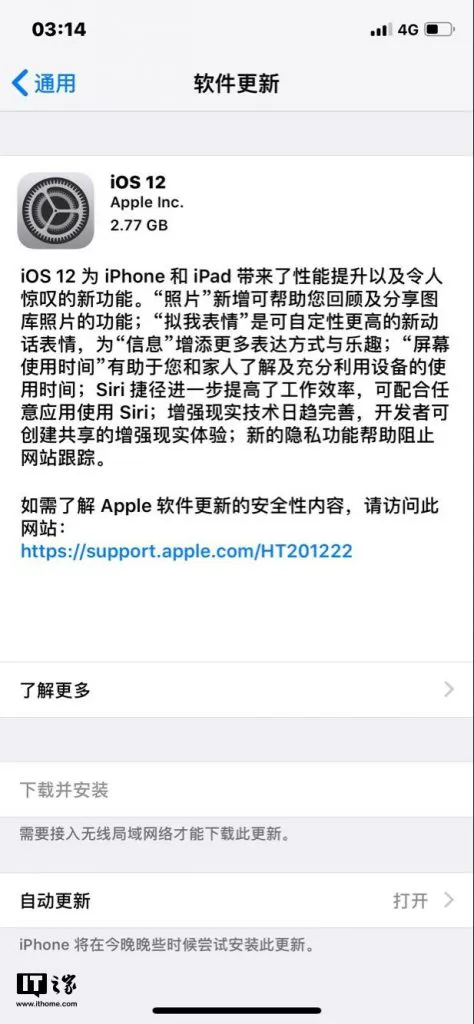 03:14
4G
通用
软件更新
iOS 12
Apple Inc.
2.77 GB
iOS 12 为 iPhone 和 iPad 带来了性能提升以及令人
惊叹的新功能。“照片”新增可帮助您回顾及分享图
库照片的功能；“拟我表情”是可自定性更高的新动
话表情，为“信息”增添更多表达方式与乐趣；“屏幕
使用时间”有助于您和家人了解及充分利用设备的使
用时间；Siri 捷径进一步提高了工作效率，可配合任
意应用使用 Siri；增强现实技术日趋完善，开发者可
创建共享的增强现实体验；新的隐私功能帮助阻止
网站跟踪。
如需了解 Apple 软件更新的安全性内容，请访问此
网站：
https://support.apple.com/HT201222
了解更多
下载并安装
需要接入无线局域网络才能下载此更新。
自动更新
打开
iPhone 将在今晚晚些时候尝试安装此更新。
IT之家
www.ithome.com